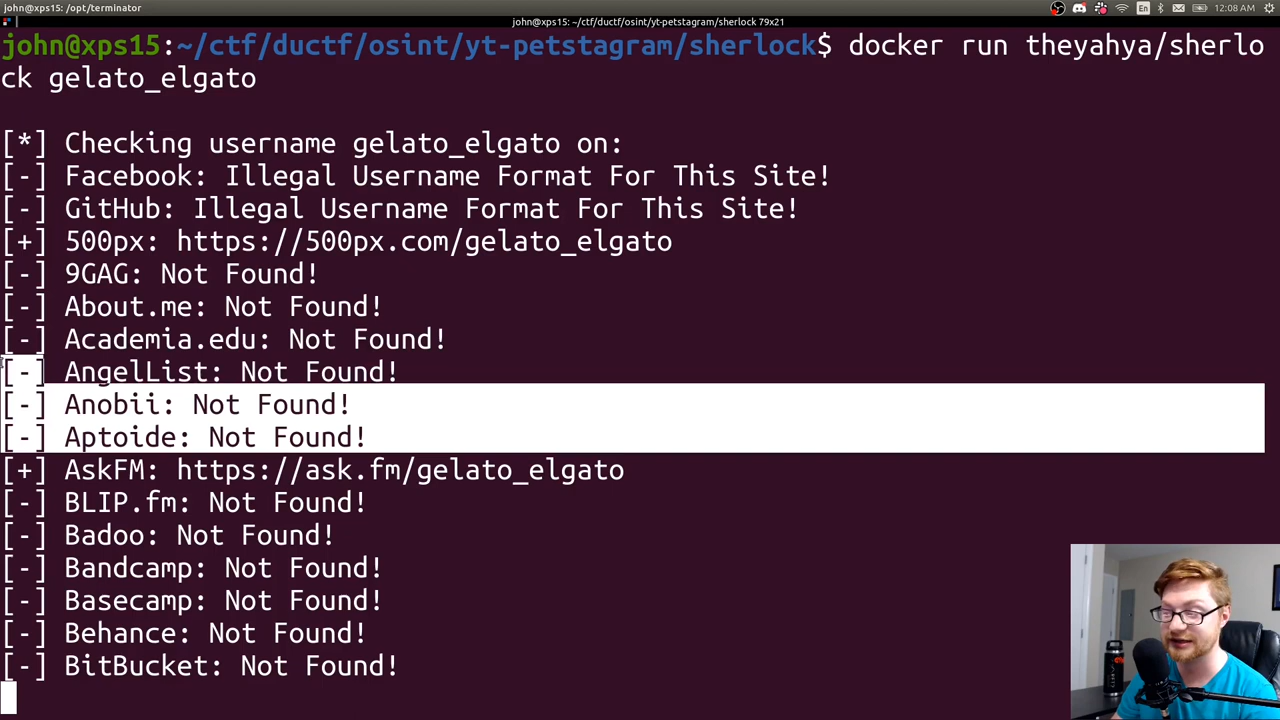 john@xps15: /opt/terminator
En
12:08 AM
john@xps15: ~/ctf/ductf/osint/yt-petstagram/sherlock 79x21
john@xps15:~/ctf/ductf/osint/yt-petstagram/sherlock$ docker run theyahya/sherlo
ck gelato_elgato
[*] Checking username gelato_elgato on:
[-] Facebook: Illegal Username Format For This Site!
[-] GitHub: Illegal Username Format For This Site!
[+] 500px: https://500px.com/gelato_elgato
[-] 9GAG: Not Found!
[-] About.me: Not Found!
[-] Academia.edu: Not Found!
[-] AngelList: Not Found!
[-] Anobii: Not Found!
[-] Aptoide: Not Found!
[+] AskFM: https://ask.fm/gelato_elgato
[-] BLIP.fm: Not Found!
[-] Badoo: Not Found!
[-] Bandcamp: Not Found!
[-] Basecamp: Not Found!
[-] Behance: Not Found!
[-] BitBucket: Not Found!